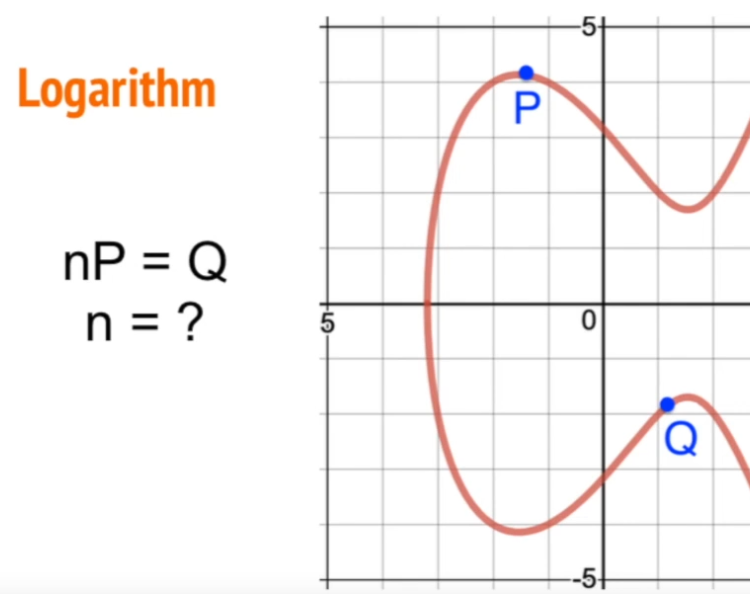 Logarithm
nP = Q
n = ?
5
P
5
0
Q
-5